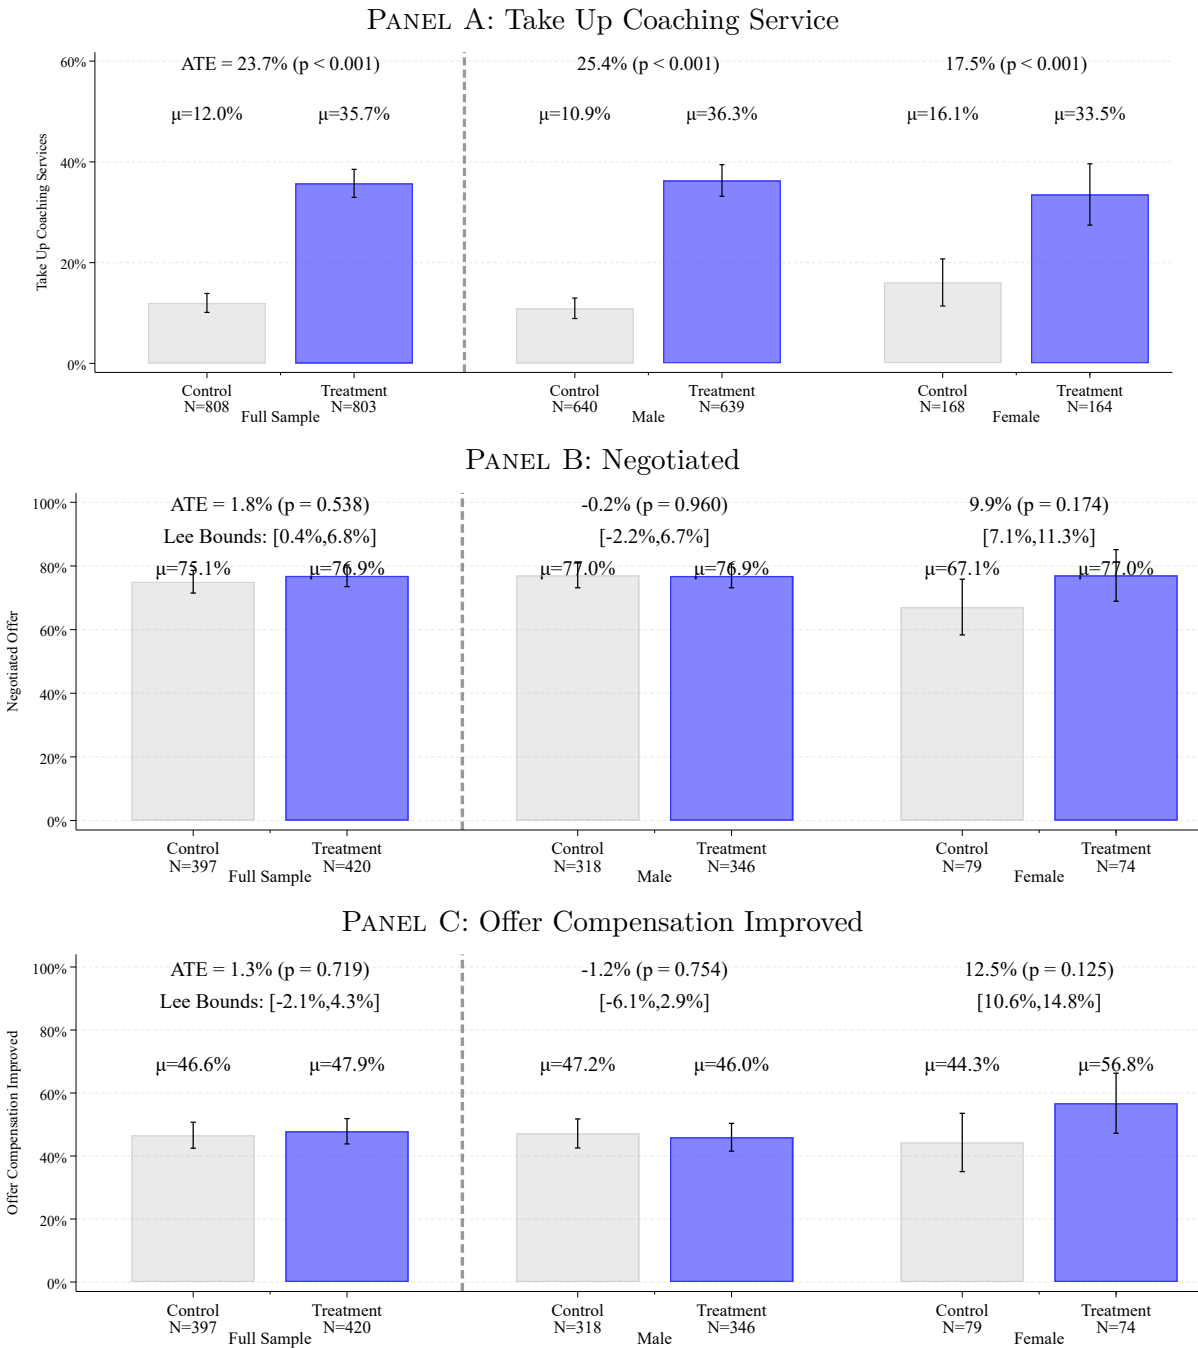 PANEL A: Take Up Coaching Service
ATE = 23.7% (p < 0.001) 25.4% (p < 0.001) 17.5% (p < 0.001)
μ=12.0% μ=35.7% μ=10.9% μ=36.3% μ=16.1% μ=33.5%
Take Up Coaching Services
60%
40%
20%
0%
Control Treatment Control Treatment Control Treatment
N=808 N=803 N=640 N=639 N=168 N=164
Full Sample Male Female
PANEL B: Negotiated
ATE = 1.8% (p = 0.538) -0.2% (p = 0.960) 9.9% (p = 0.174)
Lee Bounds: [0.4%,6.8%] [-2.2%,6.7%] [7.1%,11.3%]
μ=75.1% μ=76.9% μ=77.0% μ=76.9% μ=67.1% μ=77.0%
Negotiated Offer
100%
80%
60%
40%
20%
0%
Control Treatment Control Treatment Control Treatment
N=397 N=420 N=318 N=346 N=79 N=74
Full Sample Male Female
PANEL C: Offer Compensation Improved
ATE = 1.3% (p = 0.719) -1.2% (p = 0.754) 12.5% (p = 0.125)
Lee Bounds: [-2.1%,4.3%] [-6.1%,2.9%] [10.6%,14.8%]
μ=46.6% μ=47.9% μ=47.2% μ=46.0% μ=44.3% μ=56.8%
Offer Compensation Improved
100%
80%
60%
40%
20%
0%
Control Treatment Control Treatment Control Treatment
N=397 N=420 N=318 N=346 N=79 N=74
Full Sample Male Female